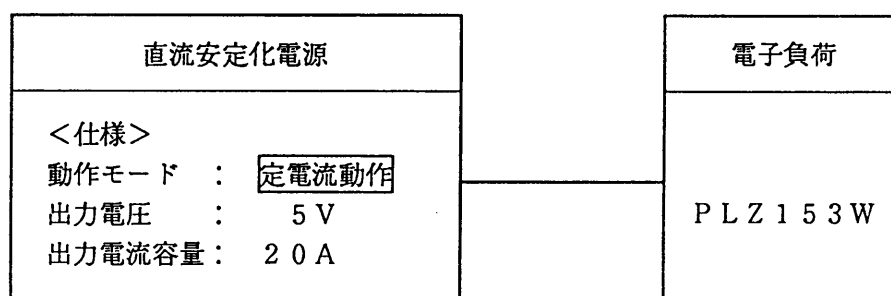 直流安定化電源
<仕様>
動作モード : 定電流動作
出力電圧 : 5V
出力電流容量: 20A
電子負荷
PLZ153W